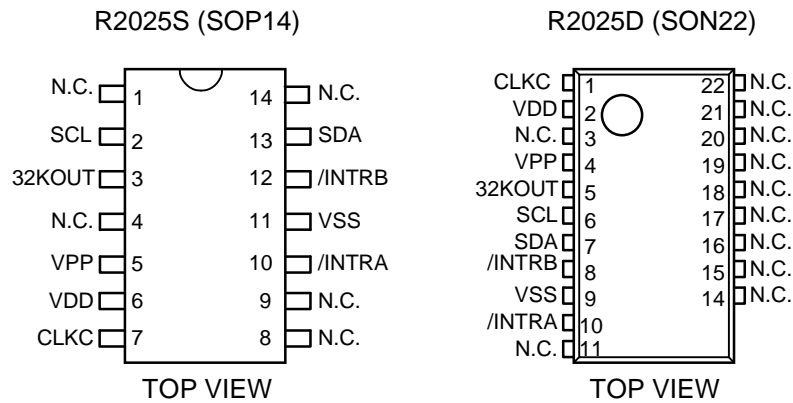 R2025S (SOP14)
N.C. 1 14 N.C.
SCL 2 13 SDA
32KOUT 3 12 /INTRB
N.C. 4 11 VSS
VPP 5 10 /INTRA
VDD 6 9 N.C.
CLKC 7 8 N.C.
TOP VIEW
R2025D (SON22)
CLKC 1 22 N.C.
VDD 2 21 N.C.
N.C. 3 20 N.C.
VPP 4 19 N.C.
32KOUT 5 18 N.C.
SCL 6 17 N.C.
SDA 7 16 N.C.
/INTRB 8 15 N.C.
VSS 9 14 N.C.
/INTRA 10
N.C. 11
TOP VIEW